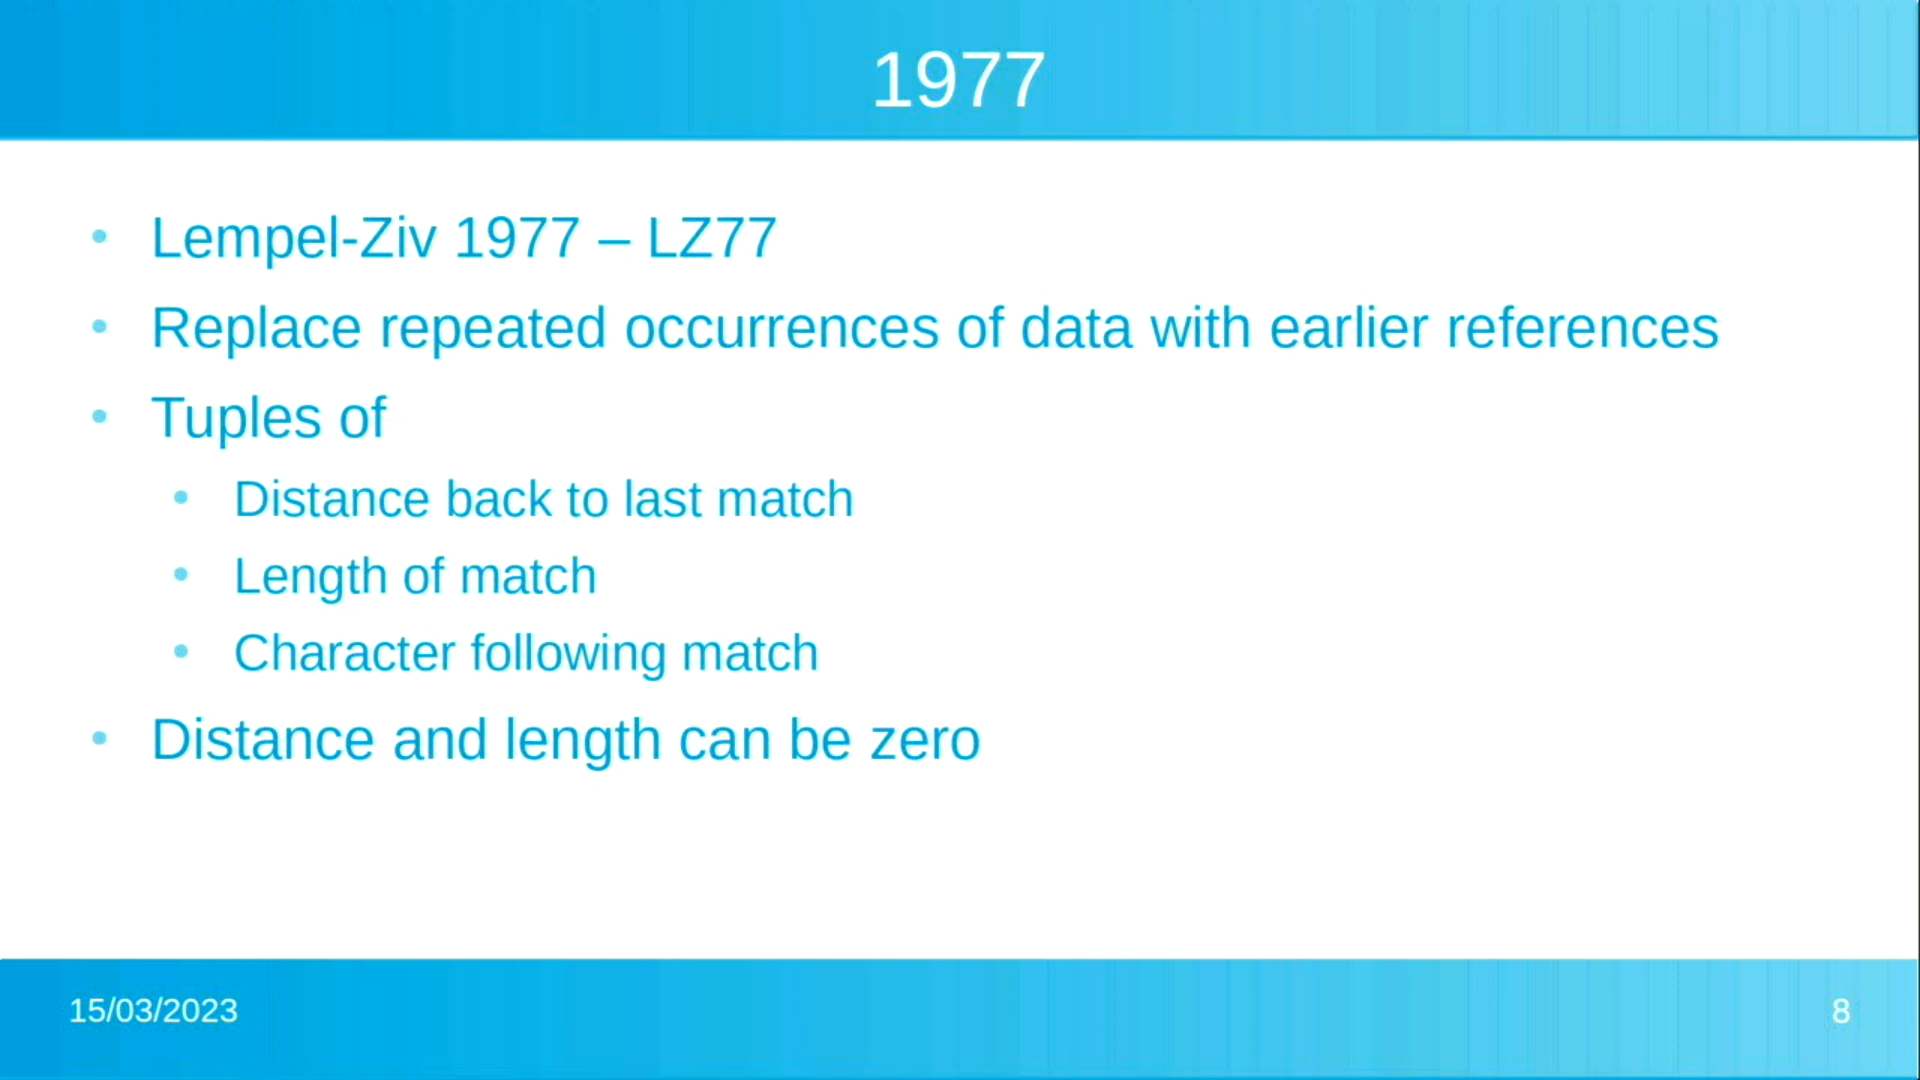 1977
• Lempel-Ziv 1977 – LZ77
• Replace repeated occurrences of data with earlier references
• Tuples of
• Distance back to last match
• Length of match
• Character following match
• Distance and length can be zero
15/03/2023
8